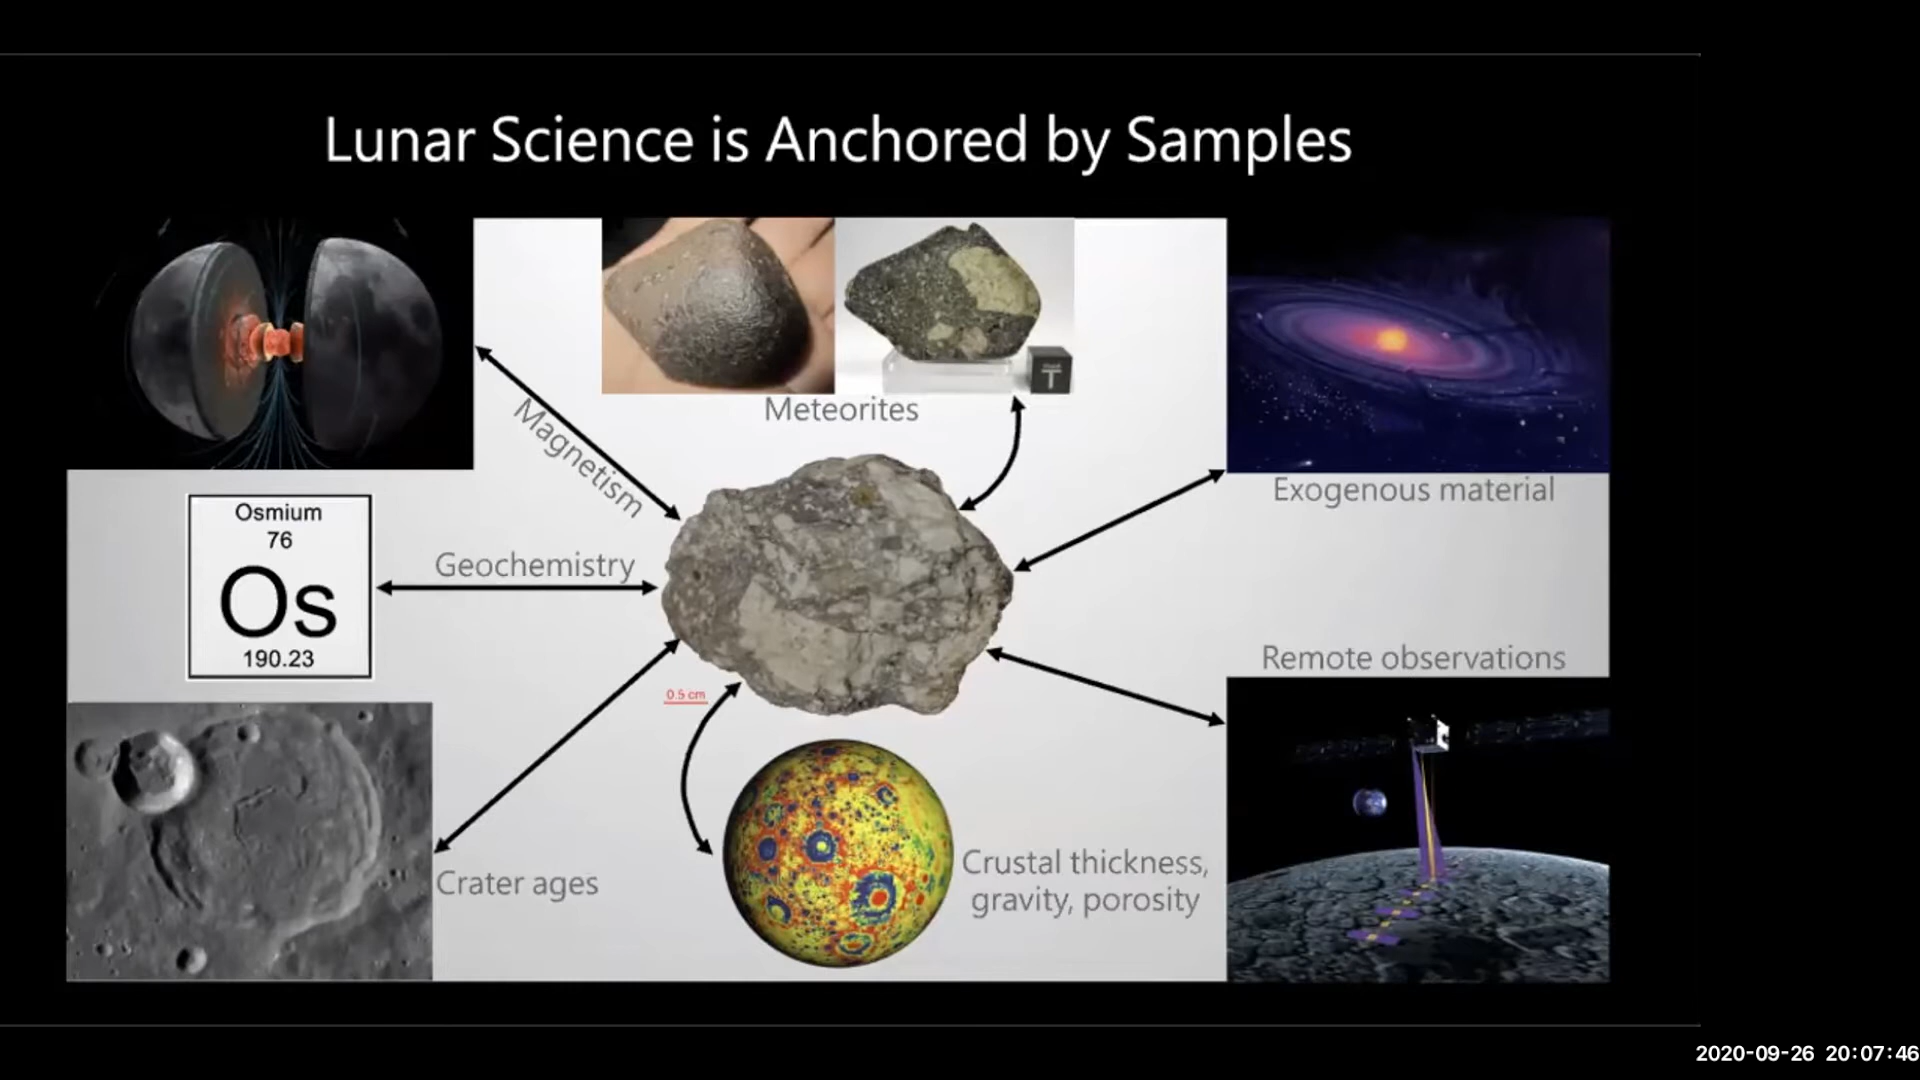 Lunar Science is Anchored by Samples
Magnetism
Meteorites
T
Exogenous material
Osmium
76
Os
190.23
Geochemistry
Remote observations
0.5 cm
Crater ages
Crustal thickness,
gravity, porosity
2020-09-26 20:07:46